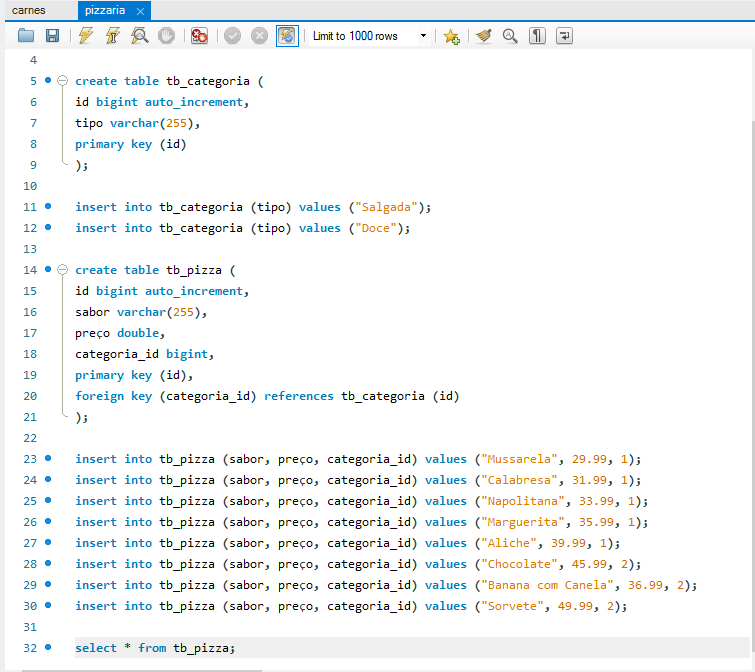 carnes
pizzaria
Limit to 1000 rows
4
5 create table tb_categoria (
6 id bigint auto_increment,
7 tipo varchar(255),
8 primary key (id)
9 );
10
11 insert into tb_categoria (tipo) values ("Salgada");
12 insert into tb_categoria (tipo) values ("Doce");
13
14 create table tb_pizza (
15 id bigint auto_increment,
16 sabor varchar(255),
17 preço double,
18 categoria_id bigint,
19 primary key (id),
20 foreign key (categoria_id) references tb_categoria (id)
21 );
22
23 insert into tb_pizza (sabor, preço, categoria_id) values ("Mussarela", 29.99, 1);
24 insert into tb_pizza (sabor, preço, categoria_id) values ("Calabresa", 31.99, 1);
25 insert into tb_pizza (sabor, preço, categoria_id) values ("Napolitana", 33.99, 1);
26 insert into tb_pizza (sabor, preço, categoria_id) values ("Marguerita", 35.99, 1);
27 insert into tb_pizza (sabor, preço, categoria_id) values ("Aliche", 39.99, 1);
28 insert into tb_pizza (sabor, preço, categoria_id) values ("Chocolate", 45.99, 2);
29 insert into tb_pizza (sabor, preço, categoria_id) values ("Banana com Canela", 36.99, 2);
30 insert into tb_pizza (sabor, preço, categoria_id) values ("Sorvete", 49.99, 2);
31
32 select * from tb_pizza;